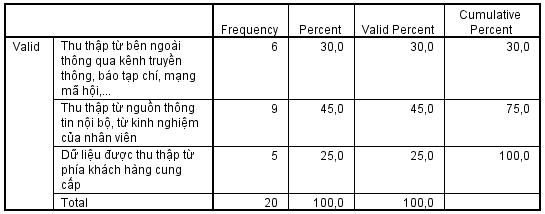 Frequency Percent Valid Percent Cumulative Percent
Valid Thu thập từ bên ngoài 6 30,0 30,0 30,0
thông qua kênh truyền
thông, báo tạp chí, mạng
mã hội,...
Thu thập từ nguồn thông 9 45,0 45,0 75,0
tin nội bộ, từ kinh nghiệm
của nhân viên
Dữ liệu được thu thập từ 5 25,0 25,0 100,0
phía khách hàng cung
cấp
Total 20 100,0 100,0